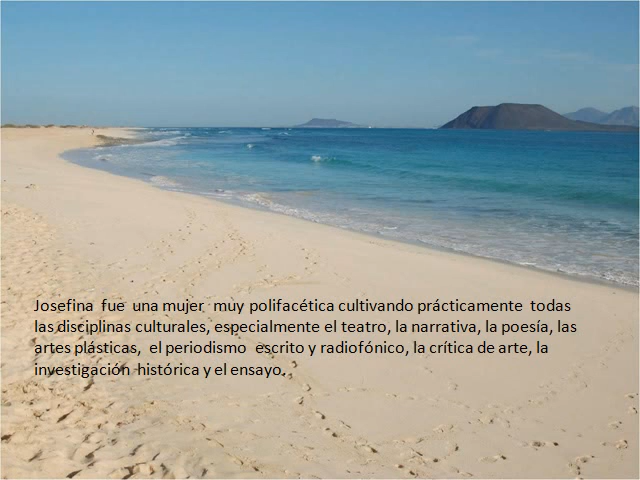 Josefina fue una mujer muy polifacética cultivando prácticamente todas
las disciplinas culturales, especialmente el teatro, la narrativa, la poesía, las
artes plásticas, el periodismo escrito y radiofónico, la crítica de arte, la
investigación histórica y el ensayo.